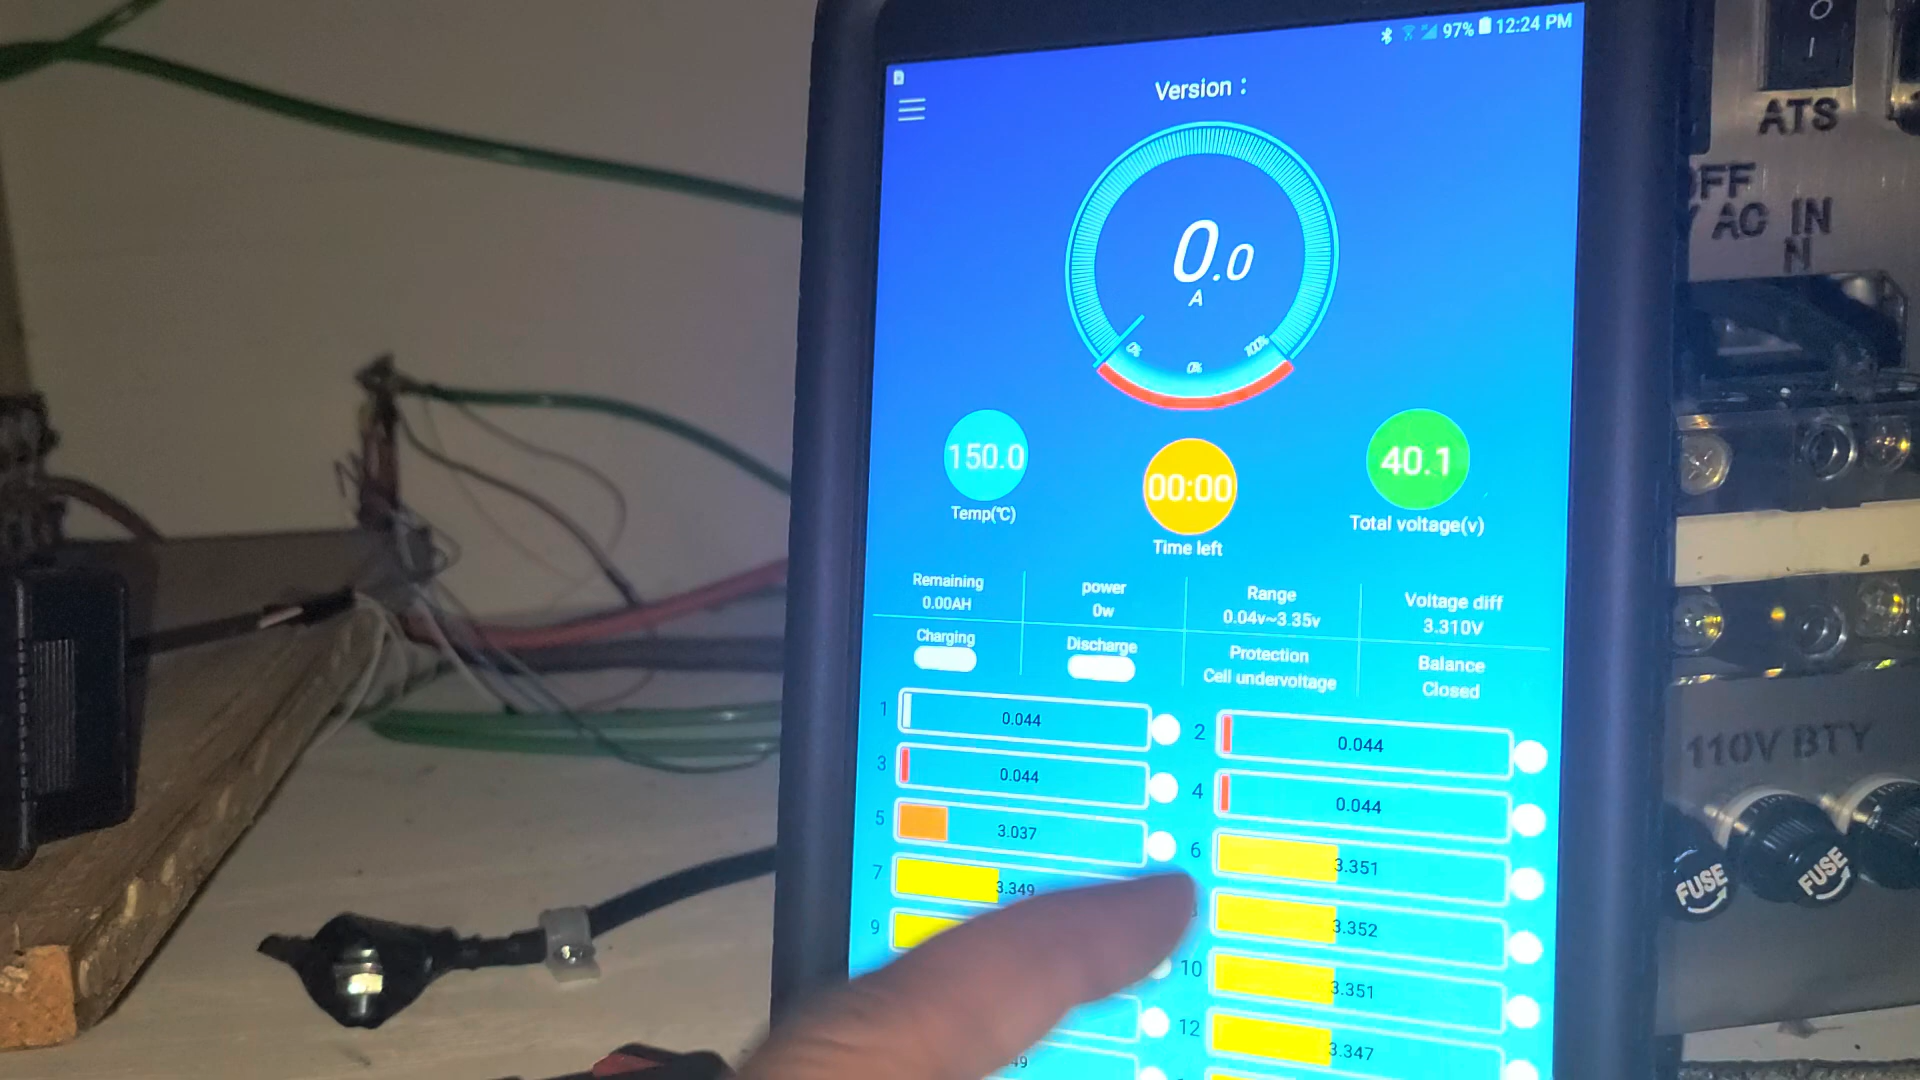 97% 12:24 PM
Version :
0.0
A
0%
0%
100%
150.0
Temp(℃)
00:00
Time left
40.1
Total voltage(v)
Remaining
0.00AH
power
0w
Range
0.04v~3.35v
Voltage diff
3.310V
Charging
Discharge
Protection
Cell undervoltage
Balance
Closed
1 0.044
2 0.044
3 0.044
4 0.044
5 3.037
6 3.351
7 3.349
3.352
9
10 3.351
12 3.347
O
I
ATS
OFF
AC IN
N
110V BTY
FUSE
FUSE